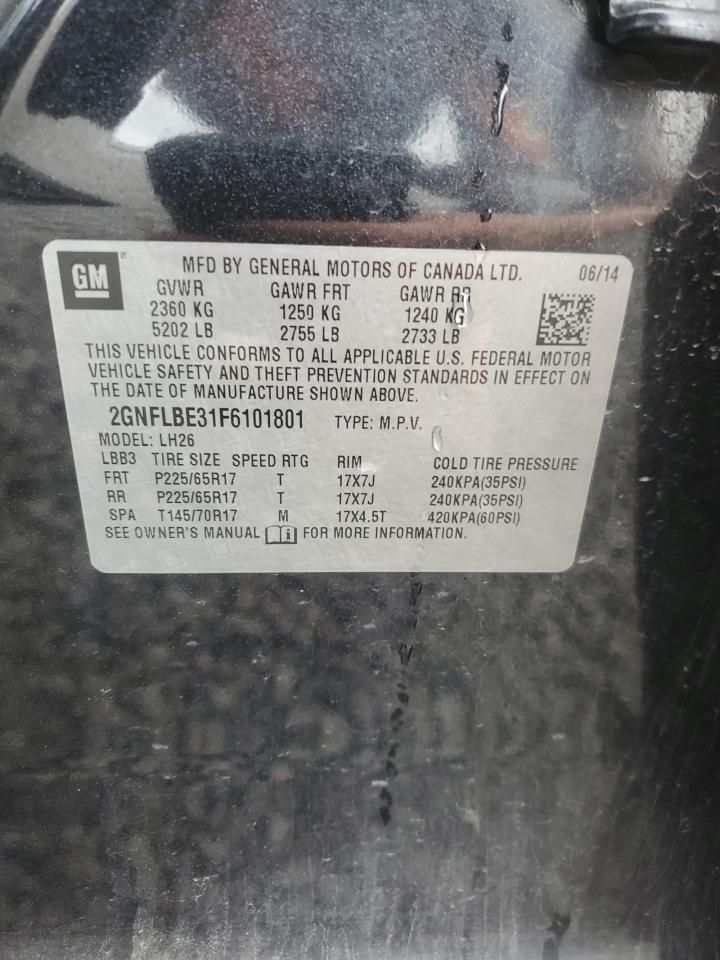 GM
MFD BY GENERAL MOTORS OF CANADA LTD. 06/14
GVWR GAWR FRT GAWR RR
2360 KG 1250 KG 1240 KG
5202 LB 2755 LB 2733 LB
THIS VEHICLE CONFORMS TO ALL APPLICABLE U.S. FEDERAL MOTOR
VEHICLE SAFETY AND THEFT PREVENTION STANDARDS IN EFFECT ON
THE DATE OF MANUFACTURE SHOWN ABOVE.
2GNFLBE31F6101801 TYPE: M.P.V.
MODEL: LH26
LBB3 TIRE SIZE SPEED RTG RIM COLD TIRE PRESSURE
FRT P225/65R17 T 17X7J 240KPA(35PSI)
RR P225/65R17 T 17X7J 240KPA(35PSI)
SPA T145/70R17 M 17X4.5T 420KPA(60PSI)
SEE OWNER'S MANUAL i FOR MORE INFORMATION.